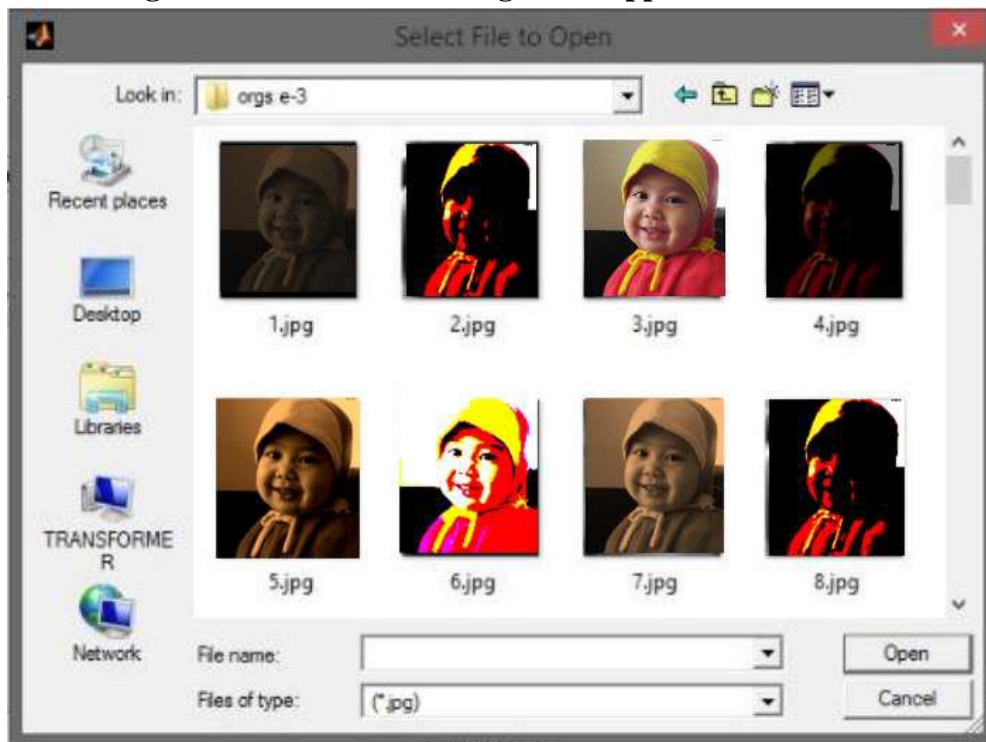 Select File to Open
Look in:
orgs e-3
Recent places
Desktop
Libraries
TRANSFORME
R
Network
1.jpg
2.jpg
3.jpg
4.jpg
5.jpg
6.jpg
7.jpg
8.jpg
File name:
Open
Files of type:
(*.jpg)
Cancel